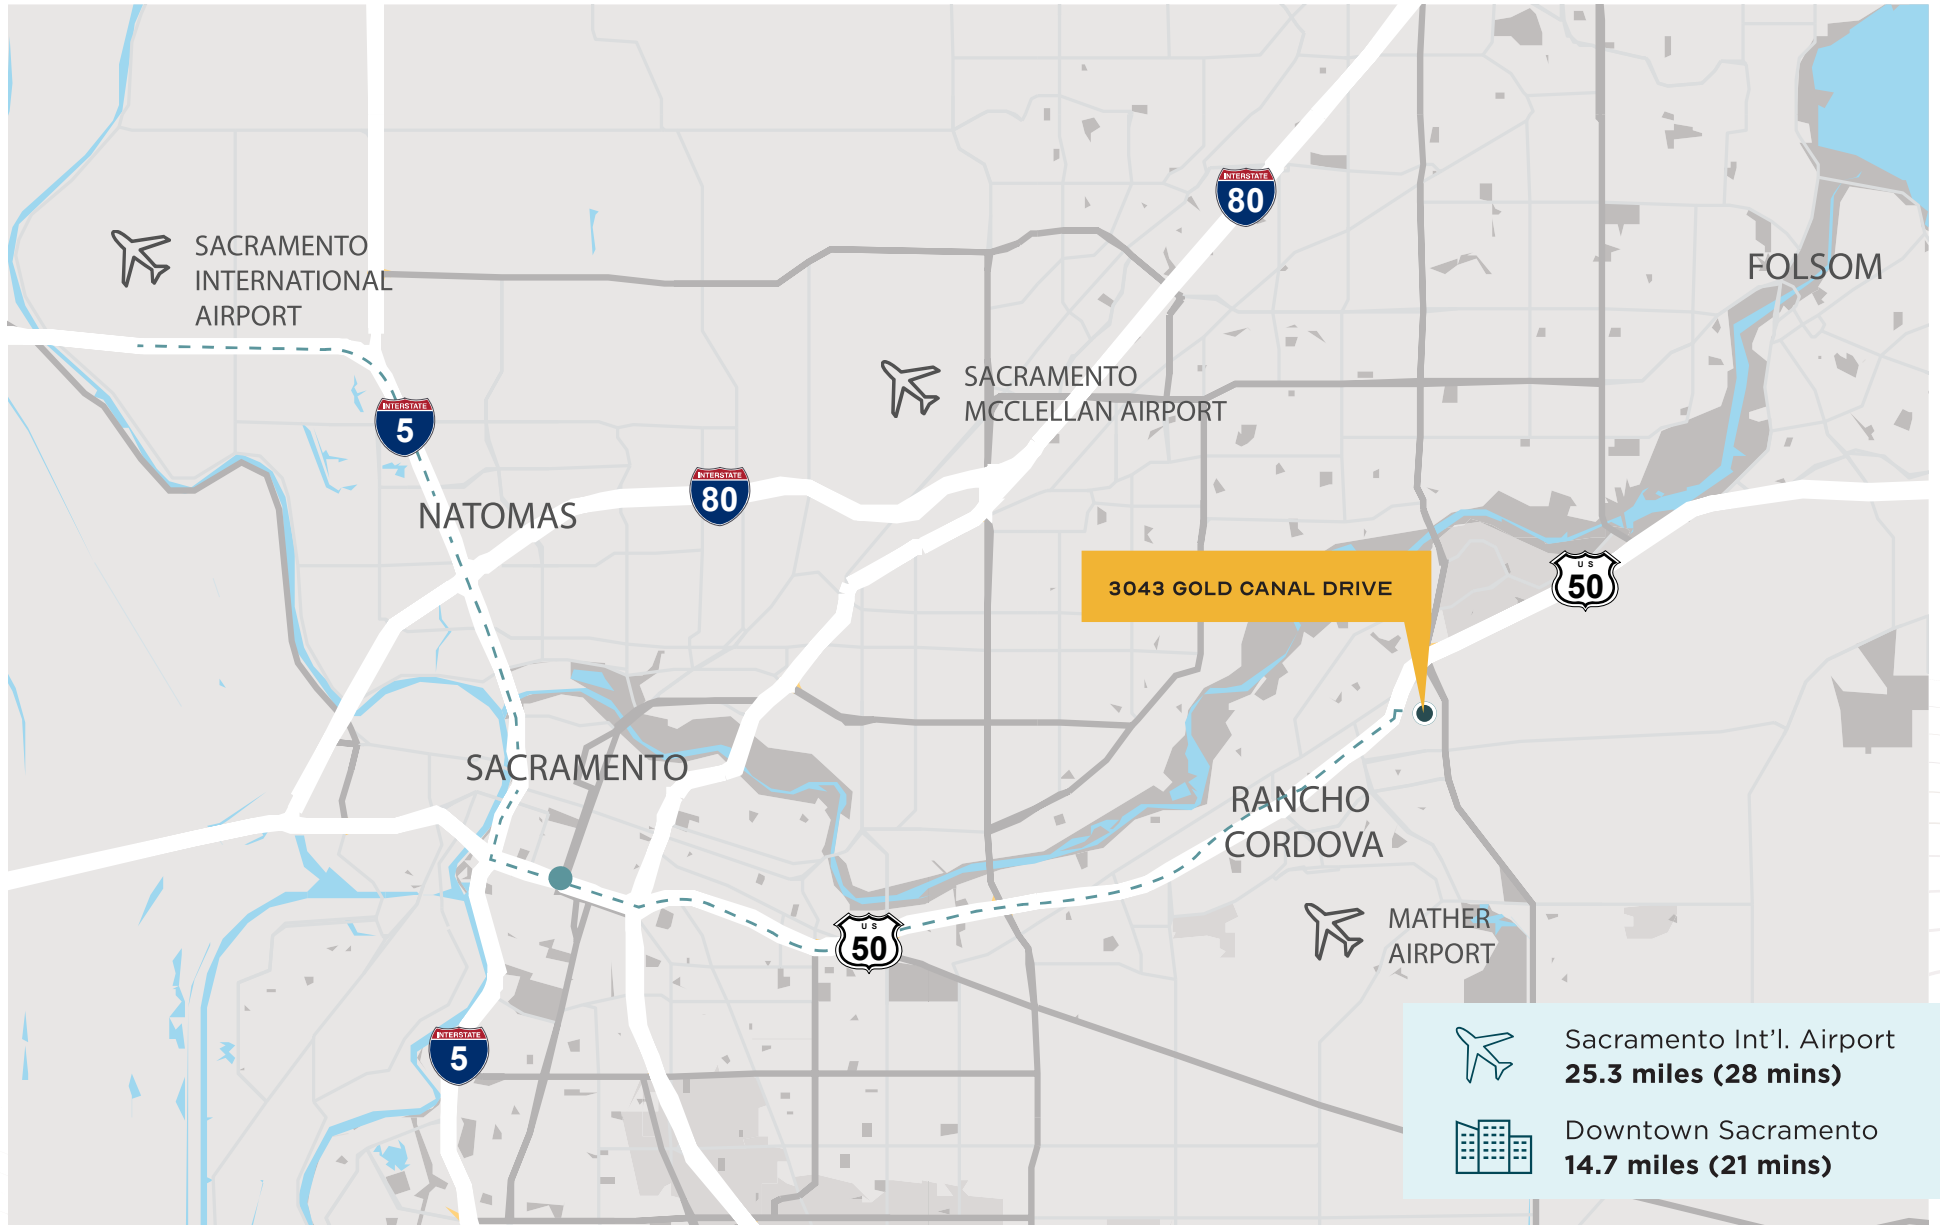 INTERSTATE
80
SACRAMENTO
INTERNATIONAL
AIRPORT
FOLSOM
SACRAMENTO
MCCLELLAN AIRPORT
INTERSTATE
5
INTERSTATE
80
NATOMAS
3043 GOLD CANAL DRIVE
US
50
SACRAMENTO
RANCHO
CORDOVA
US
50
MATHER
AIRPORT
INTERSTATE
5
Sacramento Int'l. Airport
25.3 miles (28 mins)
Downtown Sacramento
14.7 miles (21 mins)